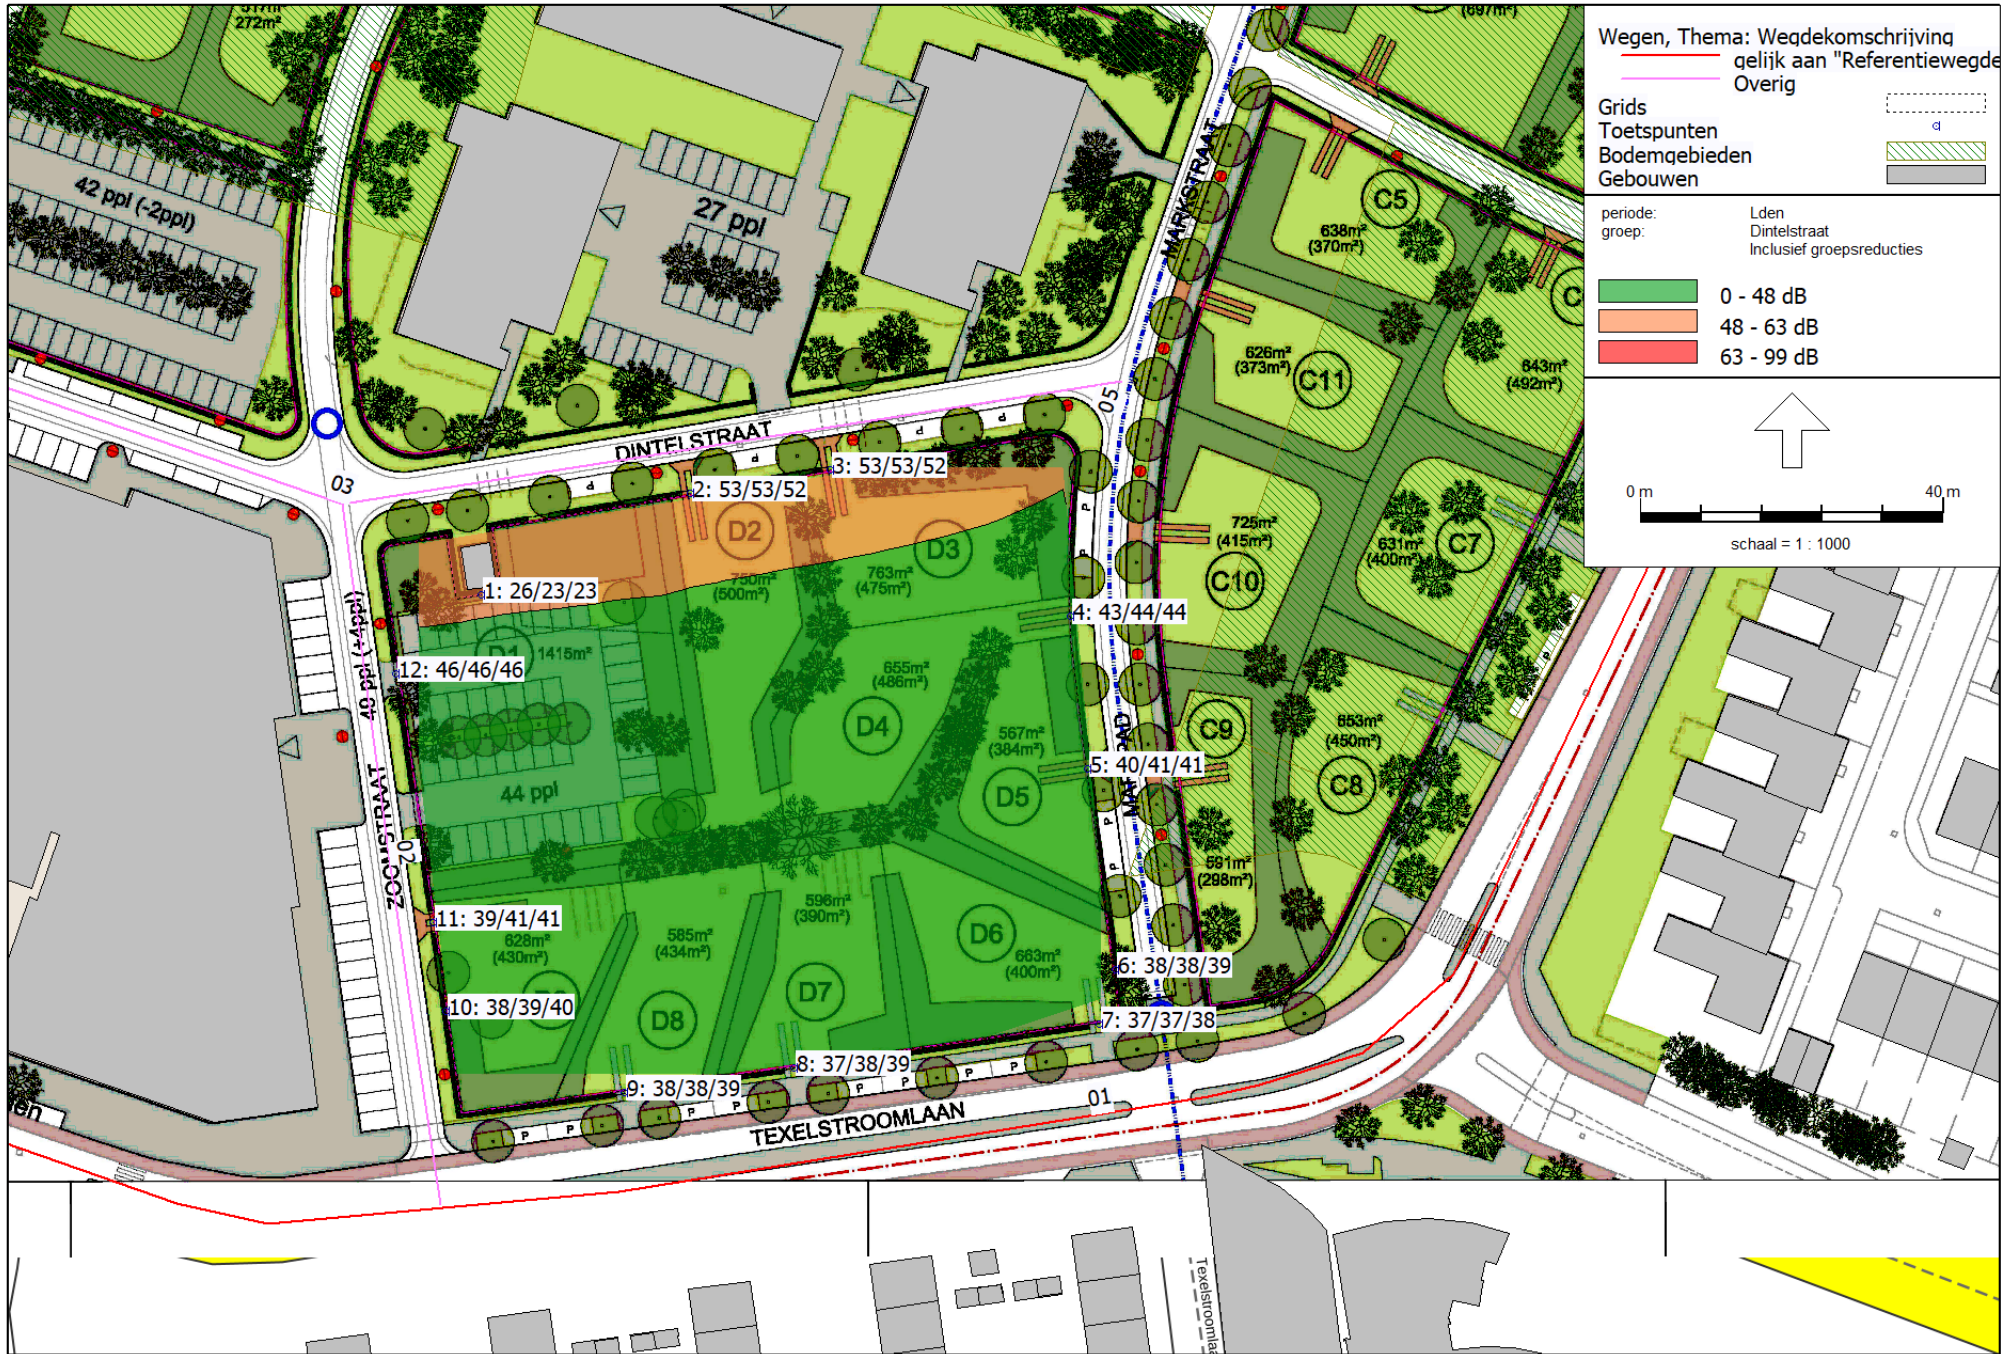 272m²
42 ppl (-2ppl)
27 ppl
(697m²)
MARKSTRAAT
C5
638m²
(370m²)
626m²
(373m²)
C11
643m²
(492m²)
Wegen, Thema: Wegdekomschrijving
gelijk aan "Referentiewegde
Overig
Grids
Toetspunten
Bodemgebieden
Gebouwen
periode:
Lden
groep:
Dintelstraat
Inclusief groepsreducties
0 - 48 dB
48 - 63 dB
63 - 99 dB
0 m
40 m
schaal = 1 : 1000
DINTELSTRAAT
03
05
P
P
P
P
3: 53/53/52
2: 53/53/52
D2
750m²
(500m²)
D3
763m²
(475m²)
1: 26/23/23
D1
1415m²
4: 43/44/44
725m²
(415m²)
C10
631m²
(400m²)
C7
12: 46/46/46
655m²
(486m²)
D4
567m²
(384m²)
D5
5: 40/41/41
C9
653m²
(450m²)
C8
591m²
(298m²)
44 ppl
ZOOMSTRAAT
02
11: 39/41/41
628m²
(430m²)
585m²
(434m²)
596m²
(390m²)
D6
663m²
(400m²)
6: 38/38/39
10: 38/39/40
D8
D7
7: 37/37/38
8: 37/38/39
9: 38/38/39
P
P
P
P
P
P
P
01
TEXELSTROOMLAAN
Texelstroomlaa